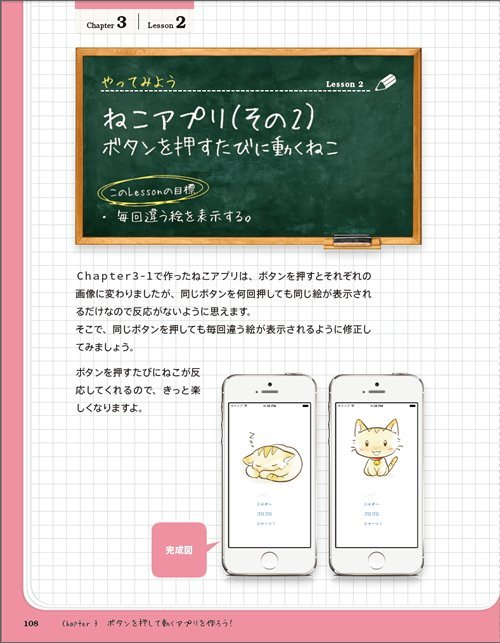 Chapter 3 Lesson 2
やってみよう Lesson 2
ねこアプリ(その2)
ボタンを押すたびに動くねこ
このLessonの目標
・毎回違う絵を表示する。
Chapter3-1で作ったねこアプリは、ボタンを押すとそれぞれの
画像に変わりましたが、同じボタンを何回押しても同じ絵が表示され
るだけなので反応がないように思えます。
そこで、同じボタンを押しても毎回違う絵が表示されるように修正し
てみましょう。
ボタンを押すたびにねこが反
応してくれるので、きっと楽
しくなりますよ。
ニャオ〜
ゴロゴロ
シャーッ!
ニャオ〜
ゴロゴロ
シャーッ!
完成図
108 Chapter 3 ボタンを押して動くアプリを作ろう!